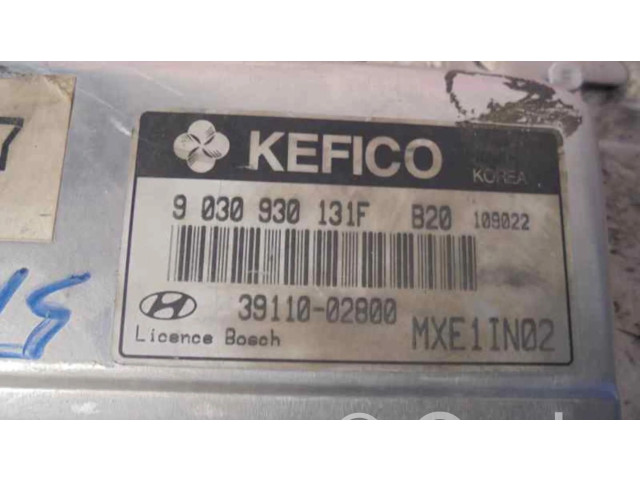 KEFICO
KOREA
9 030 930 131F B20 109022
39110-02800
Licence Bosch MXE1IN02